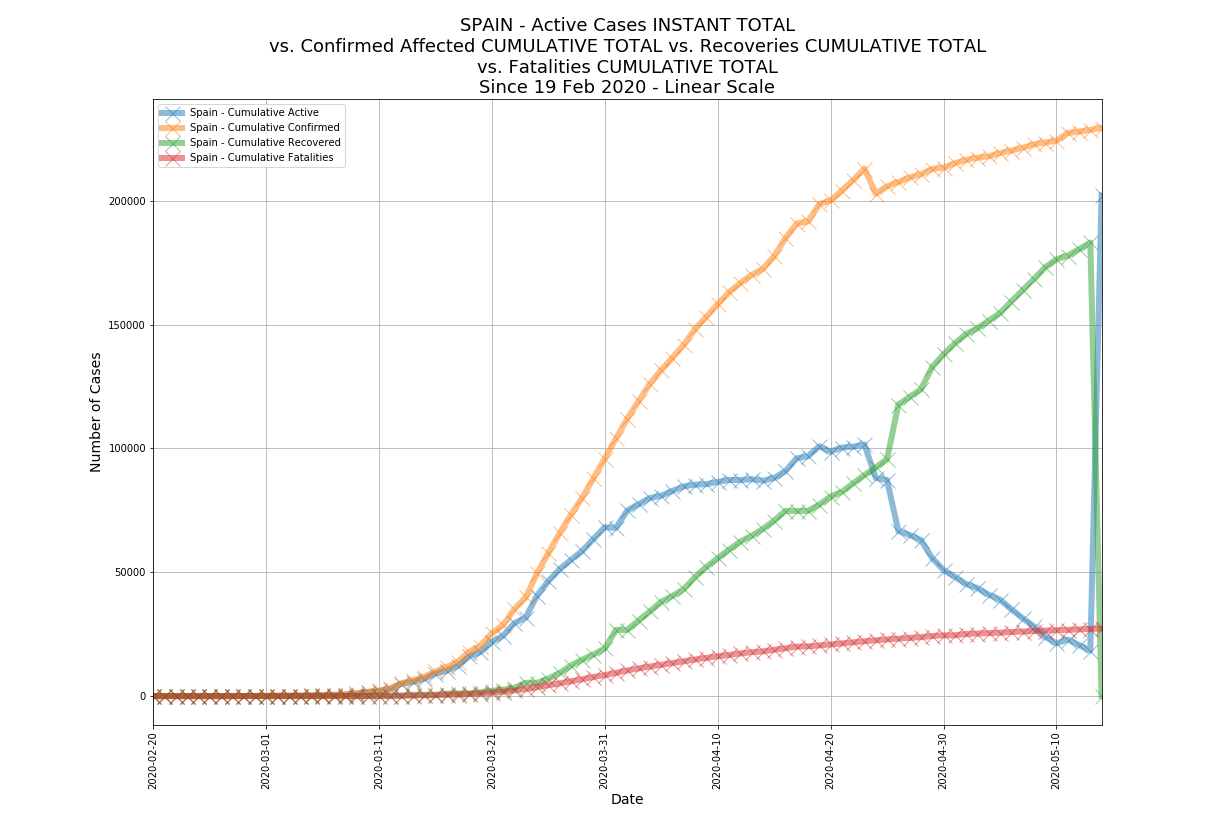 SPAIN - Active Cases INSTANT TOTAL
vs. Confirmed Affected CUMULATIVE TOTAL vs. Recoveries CUMULATIVE TOTAL
vs. Fatalities CUMULATIVE TOTAL
Since 19 Feb 2020 - Linear Scale
Spain - Cumulative Active
Spain - Cumulative Confirmed
Spain - Cumulative Recovered
Spain - Cumulative Fatalities
Number of Cases
200000
150000
100000
50000
0
2020-02-20
2020-03-01
2020-03-11
2020-03-21
2020-03-31
2020-04-10
2020-04-20
2020-04-30
2020-05-10
Date